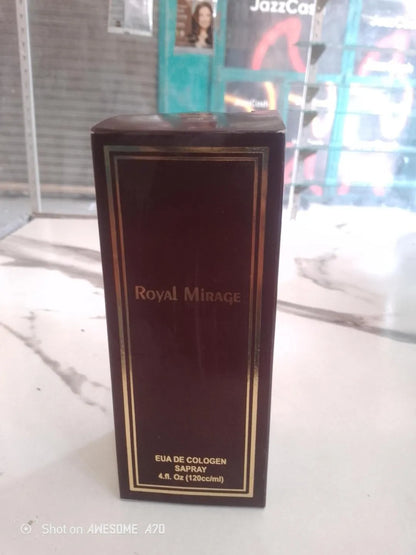 JazzCas
Royal Mirage
EUA DE COLOGEN
SAPRAY
4.fl. Oz (120cc/ml)
Shot on AWESOME A70